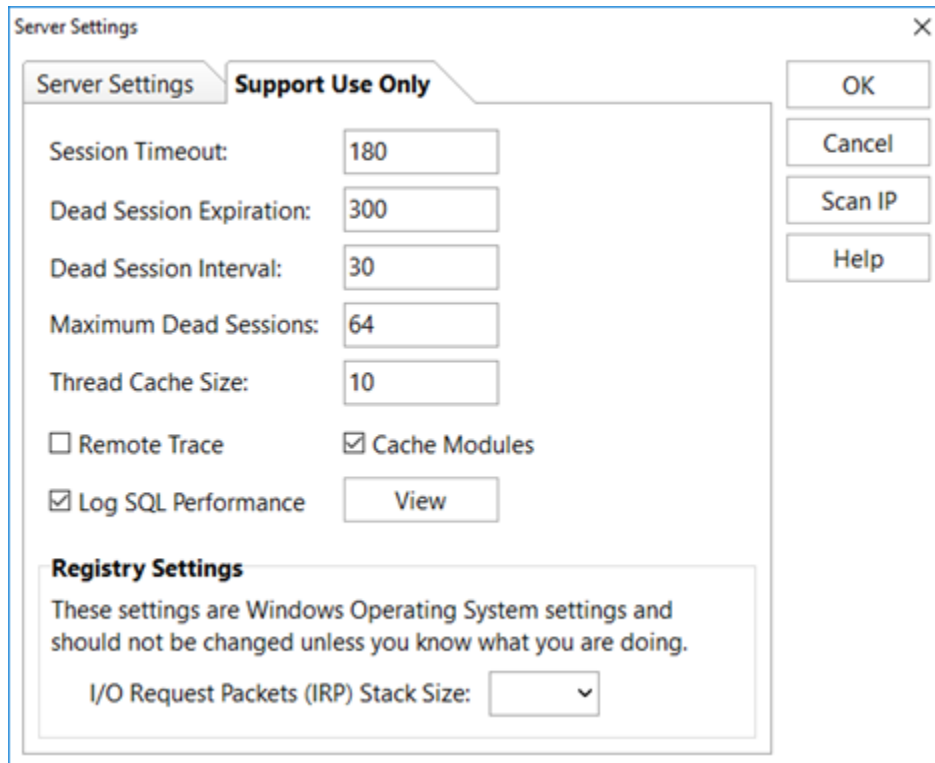 Server Settings
Server Settings
Support Use Only
OK
Cancel
Scan IP
Help
Session Timeout: 180
Dead Session Expiration: 300
Dead Session Interval: 30
Maximum Dead Sessions: 64
Thread Cache Size: 10
Remote Trace
Cache Modules
Log SQL Performance
View
Registry Settings
These settings are Windows Operating System settings and
should not be changed unless you know what you are doing.
I/O Request Packets (IRP) Stack Size: